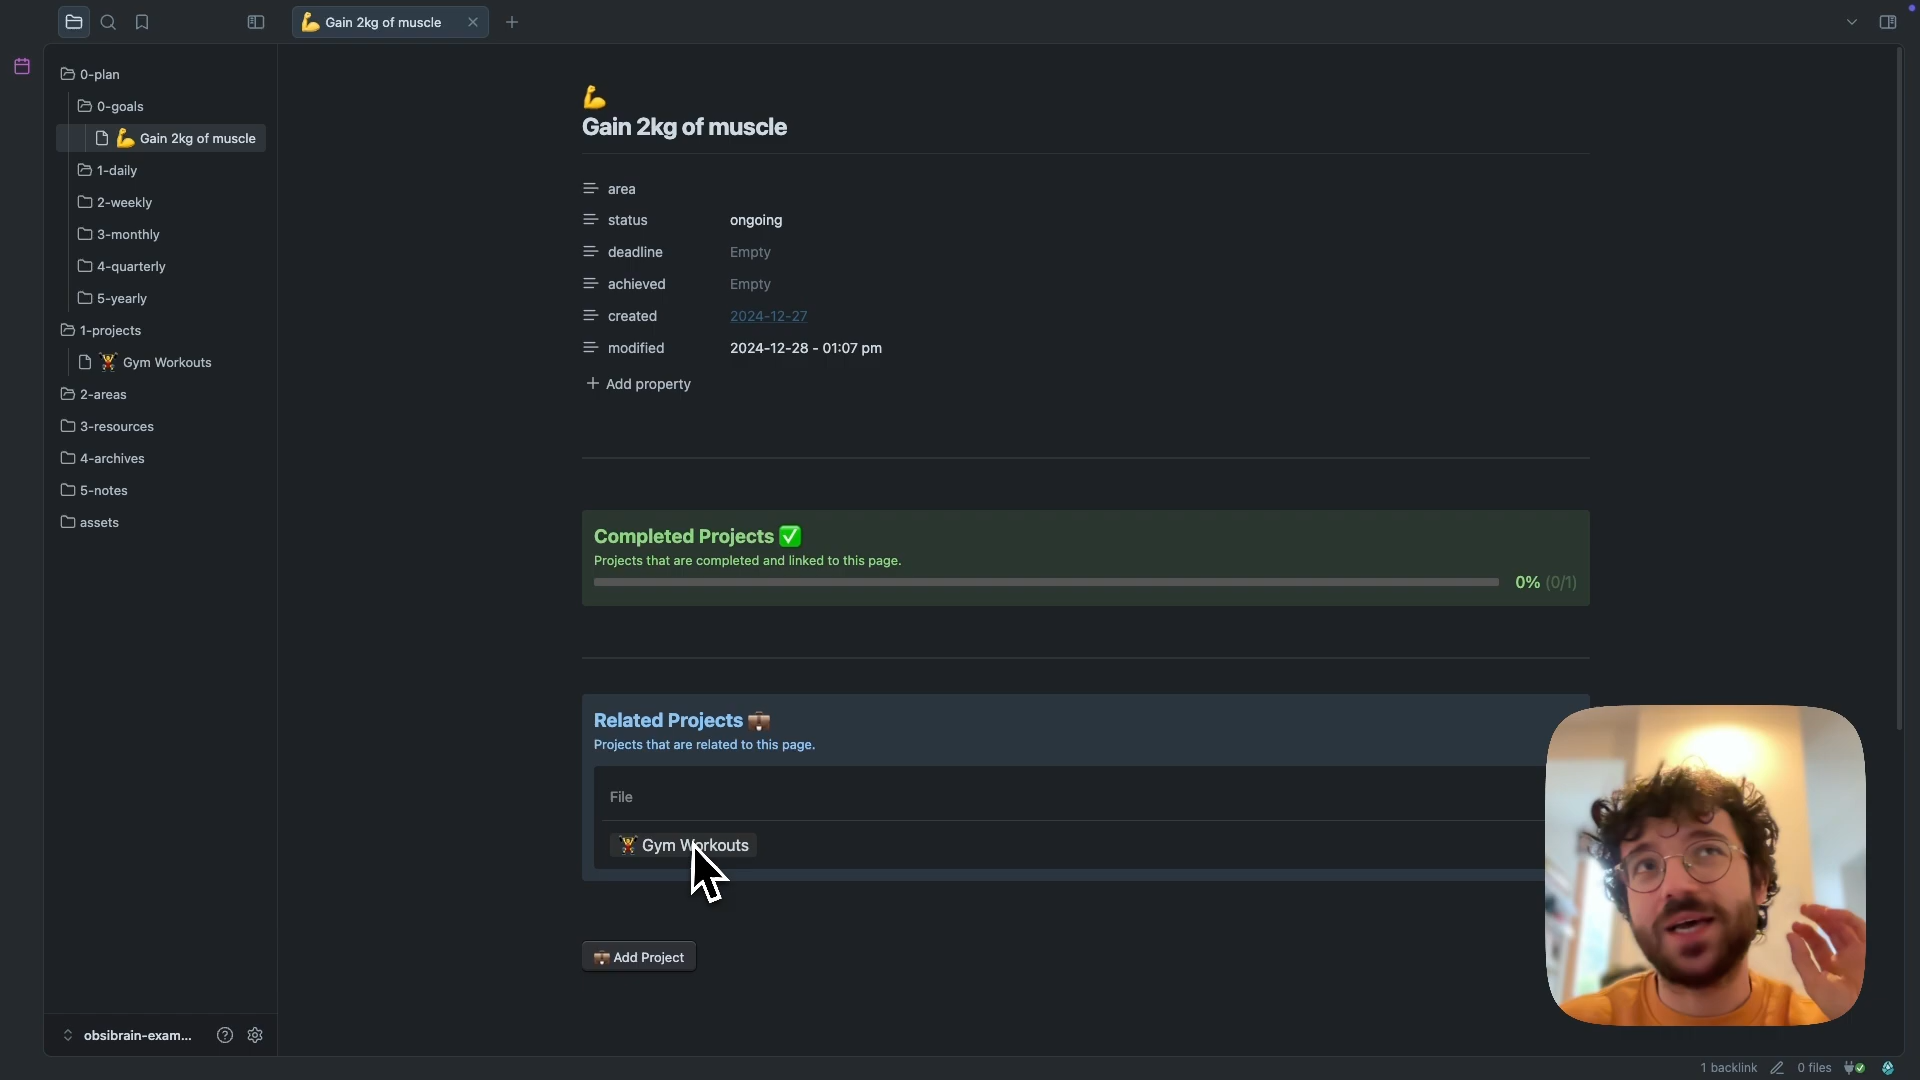 Gain 2kg of muscle
0-plan
0-goals
Gain 2kg of muscle
1-daily
2-weekly
3-monthly
4-quarterly
5-yearly
1-projects
Gym Workouts
2-areas
3-resources
4-archives
5-notes
assets
obsibrain-exam...
Gain 2kg of muscle
area
status ongoing
deadline Empty
achieved Empty
created 2024-12-27
modified 2024-12-28 - 01:07 pm
Add property
Completed Projects
Projects that are completed and linked to this page.
0% (0/1)
Related Projects
Projects that are related to this page.
File
Gym Workouts
Add Project
1 backlink 0 files